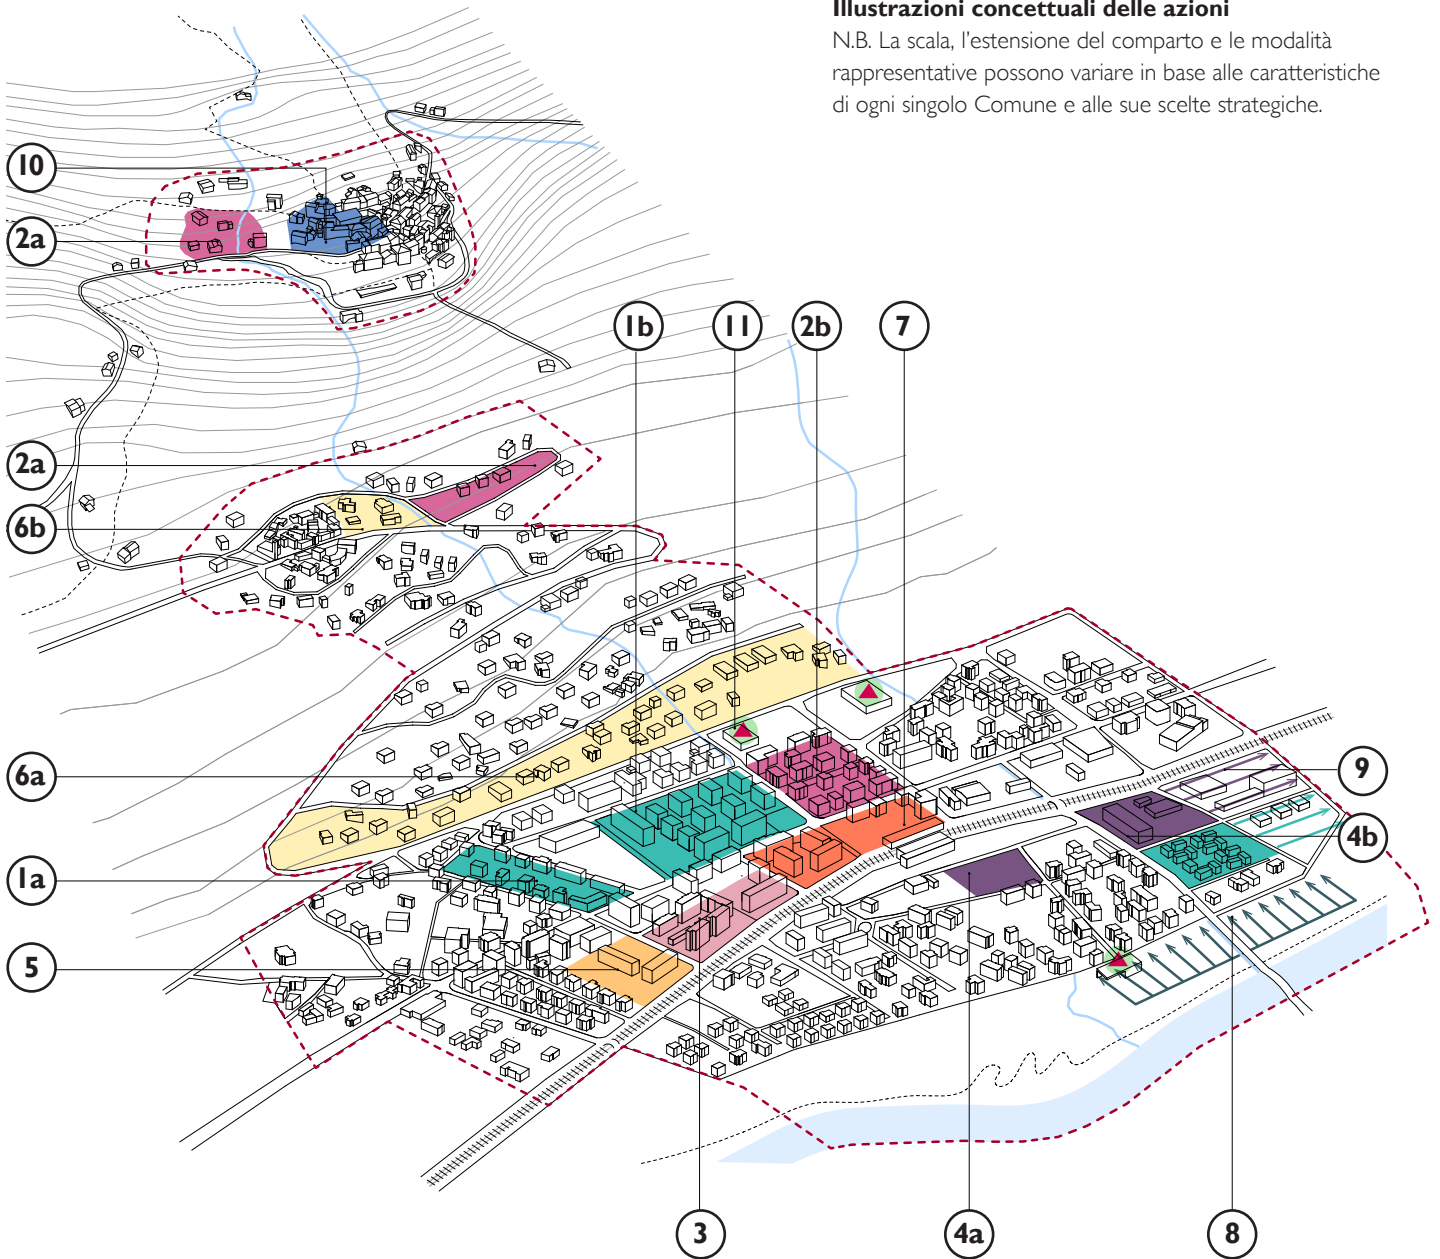 Illustrazioni concettuali delle azioni
N.B. La scala, l'estensione del comparto e le modalità
rappresentative possono variare in base alle caratteristiche
di ogni singolo Comune e alle sue scelte strategiche.
10
2a
1b
11
2b
7
2a
6b
6a
9
4b
1a
5
3
4a
8